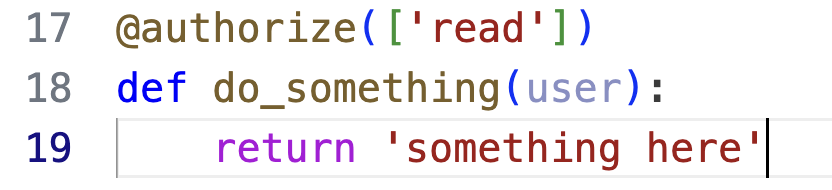 17 @authorize(['read'])
18 def do_something(user):
19     return 'something here'